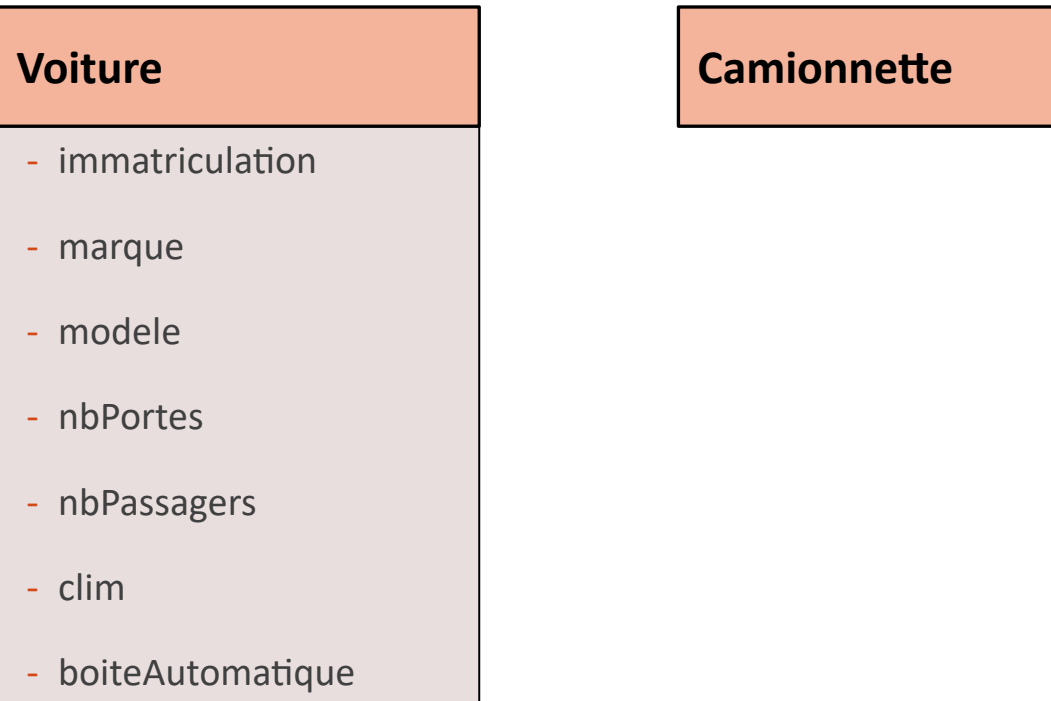 Voiture
Camionnette
- immatriculation
- marque
- modele
- nbPortes
- nbPassagers
- clim
- boiteAutomatique